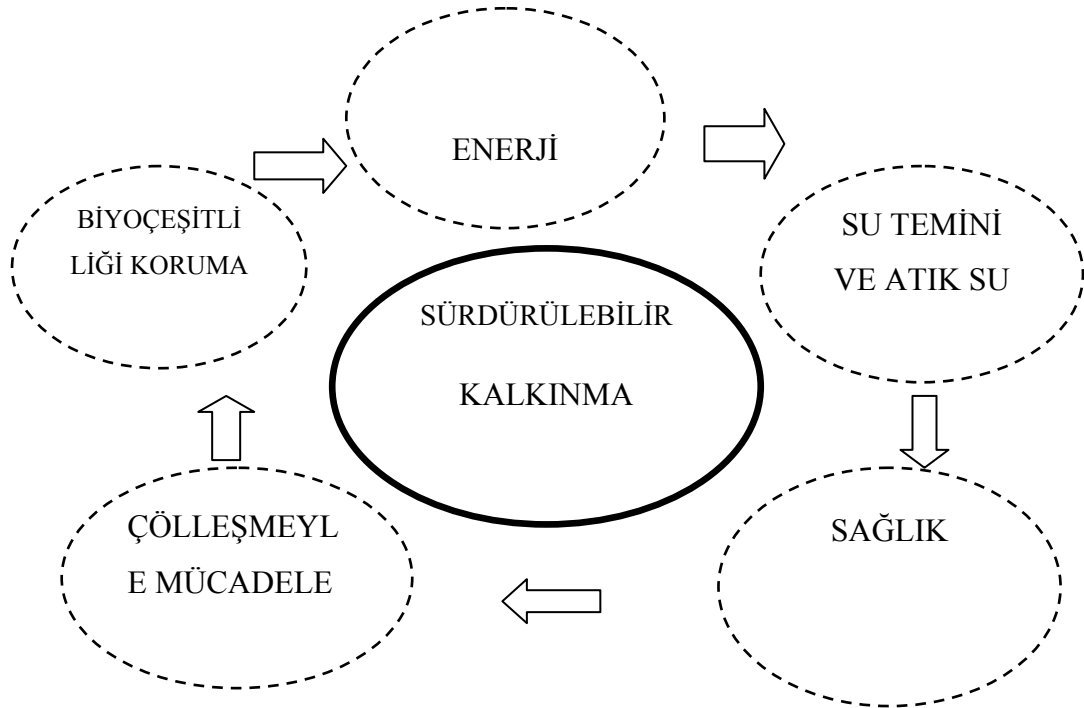 ENERJİ
BİYOÇEŞİTLİ
LİĞİ KORUMA
SU TEMİNİ
VE ATIK SU
SÜRDÜRÜLEBİLİR
KALKINMA
ÇÖLLEŞMEYL
E MÜCADELE
SAĞLIK